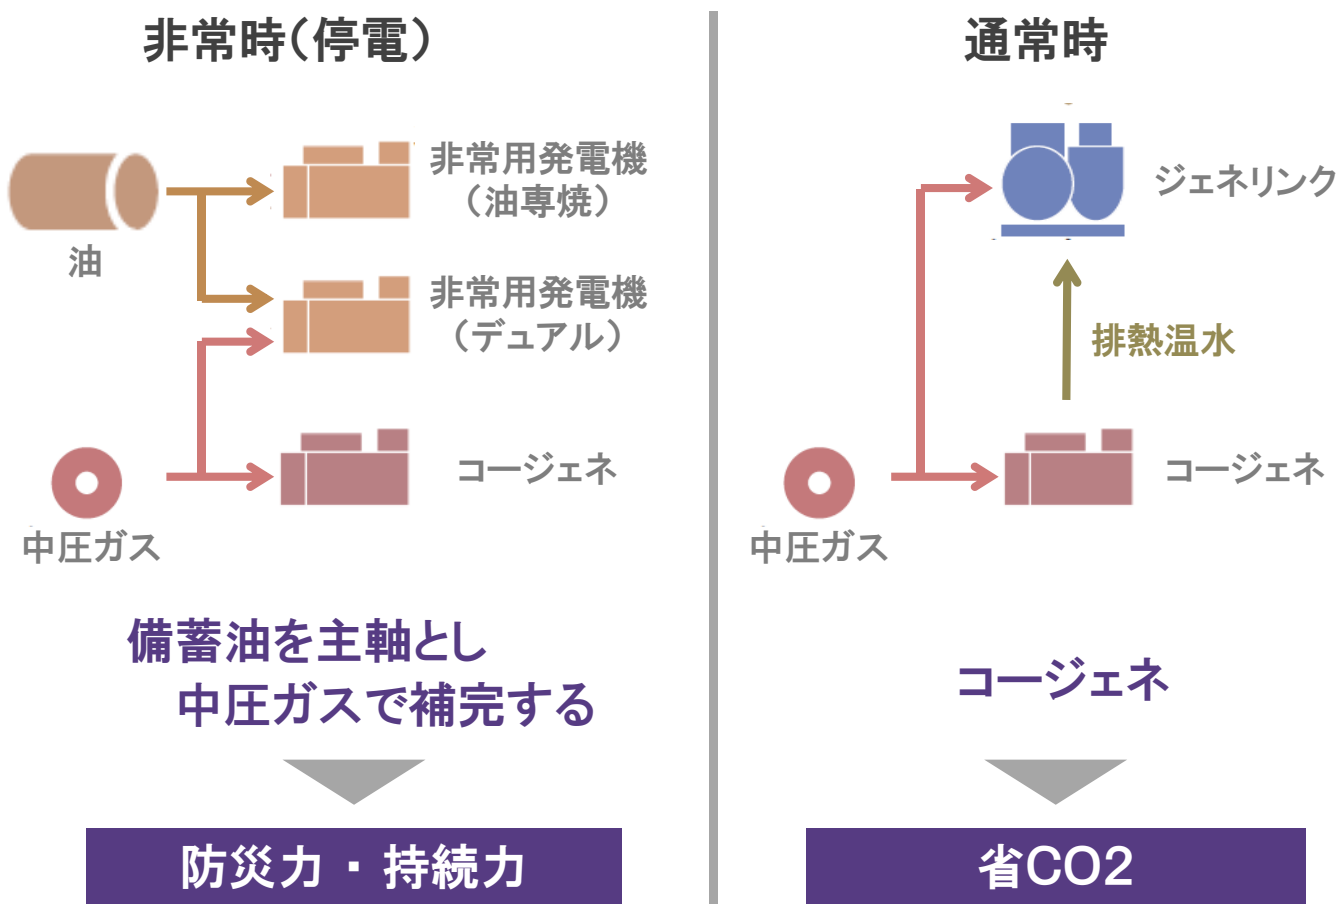 非常時(停電)
油
非常用発電機
(油専焼)
非常用発電機
(デュアル)
コージェネ
中圧ガス
備蓄油を主軸とし
中圧ガスで補完する
防災力・持続力
通常時
ジェネリンク
排熱温水
コージェネ
中圧ガス
コージェネ
省CO2